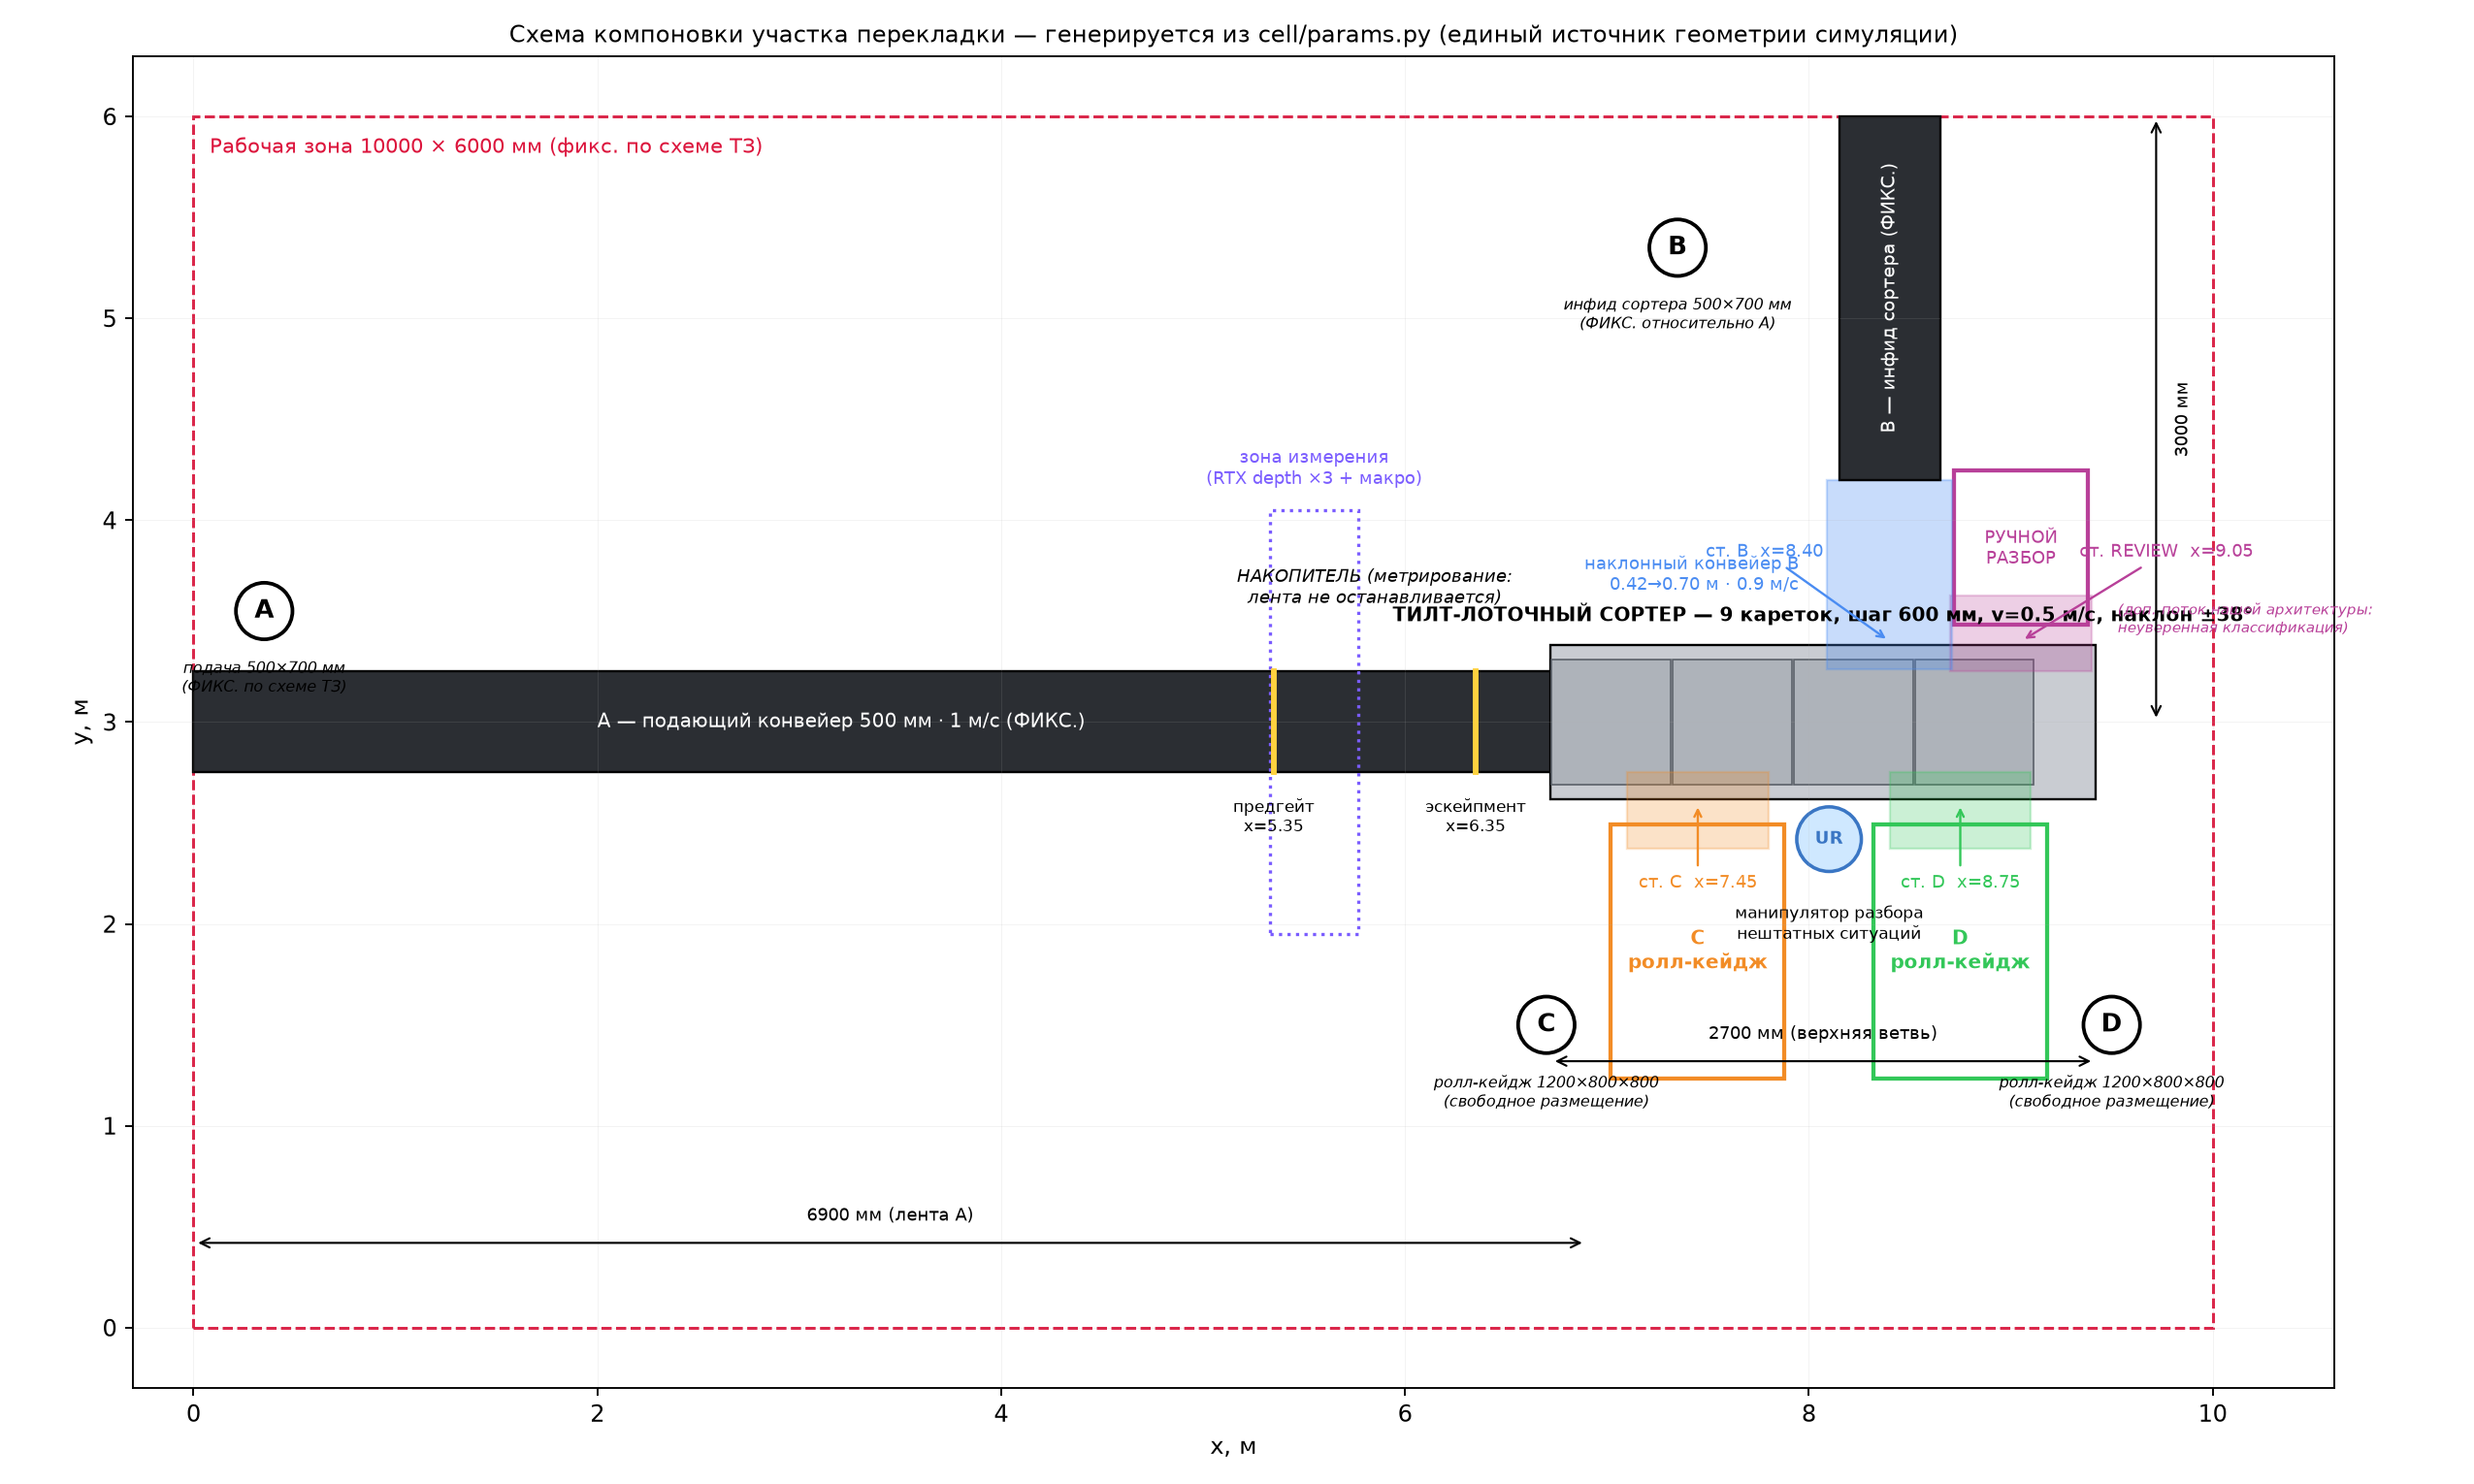 Схема компоновки участка перекладки — генерируется из cell/params.py (единый источник геометрии симуляции)
6
Рабочая зона 10000 × 6000 мм (фикс. по схеме ТЗ)
B
B — инфид сортера (ФИКС.)
инфид сортера 500×700 мм
(ФИКС. относительно A)
5
3000 мм
зона измерения
(RTX depth ×3 + макро)
4
РУЧНОЙ
РАЗБОР
ст. B x=8.40
ст. REVIEW x=9.05
наклонный конвейер B
0.42→0.70 м · 0.9 м/с
НАКОПИТЕЛЬ (метрирование:
лента не останавливается)
ТИЛТ-ЛОТОЧНЫЙ СОРТЕР — 9 кареток, шаг 600 мм, v=0.5 м/с, наклон ±38°
(доп. поток нашей архитектуры:
неуверенная классификация)
A
подача 500×700 мм
(ФИКС. по схеме ТЗ)
3
A — подающий конвейер 500 мм · 1 м/с (ФИКС.)
y, м
предгейт
x=5.35
эскейпмент
x=6.35
UR
ст. C x=7.45
ст. D x=8.75
2
манипулятор разбора
нештатных ситуаций
C
ролл-кейдж
D
ролл-кейдж
C
D
2700 мм (верхняя ветвь)
ролл-кейдж 1200×800×800
(свободное размещение)
ролл-кейдж 1200×800×800
(свободное размещение)
1
6900 мм (лента A)
0
0
2
4
6
8
10
x, м